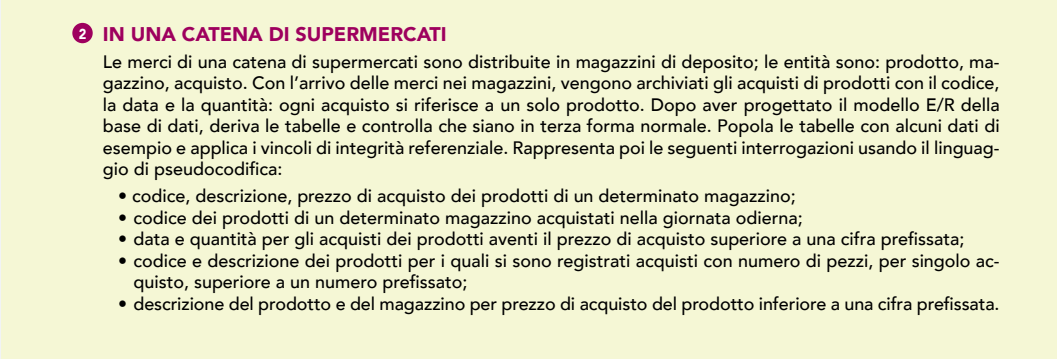 2 IN UNA CATENA DI SUPERMERCATI
Le merci di una catena di supermercati sono distribuite in magazzini di deposito; le entità sono: prodotto, ma-
gazzino, acquisto. Con l'arrivo delle merci nei magazzini, vengono archiviati gli acquisti di prodotti con il codice,
la data e la quantità: ogni acquisto si riferisce a un solo prodotto. Dopo aver progettato il modello E/R della
base di dati, deriva le tabelle e controlla che siano in terza forma normale. Popola le tabelle con alcuni dati di
esempio e applica i vincoli di integrità referenziale. Rappresenta poi le seguenti interrogazioni usando il linguag-
gio di pseudocodifica:
• codice, descrizione, prezzo di acquisto dei prodotti di un determinato magazzino;
• codice dei prodotti di un determinato magazzino acquistati nella giornata odierna;
• data e quantità per gli acquisti dei prodotti aventi il prezzo di acquisto superiore a una cifra prefissata;
• codice e descrizione dei prodotti per i quali si sono registrati acquisti con numero di pezzi, per singolo ac-
quisto, superiore a un numero prefissato;
• descrizione del prodotto e del magazzino per prezzo di acquisto del prodotto inferiore a una cifra prefissata.